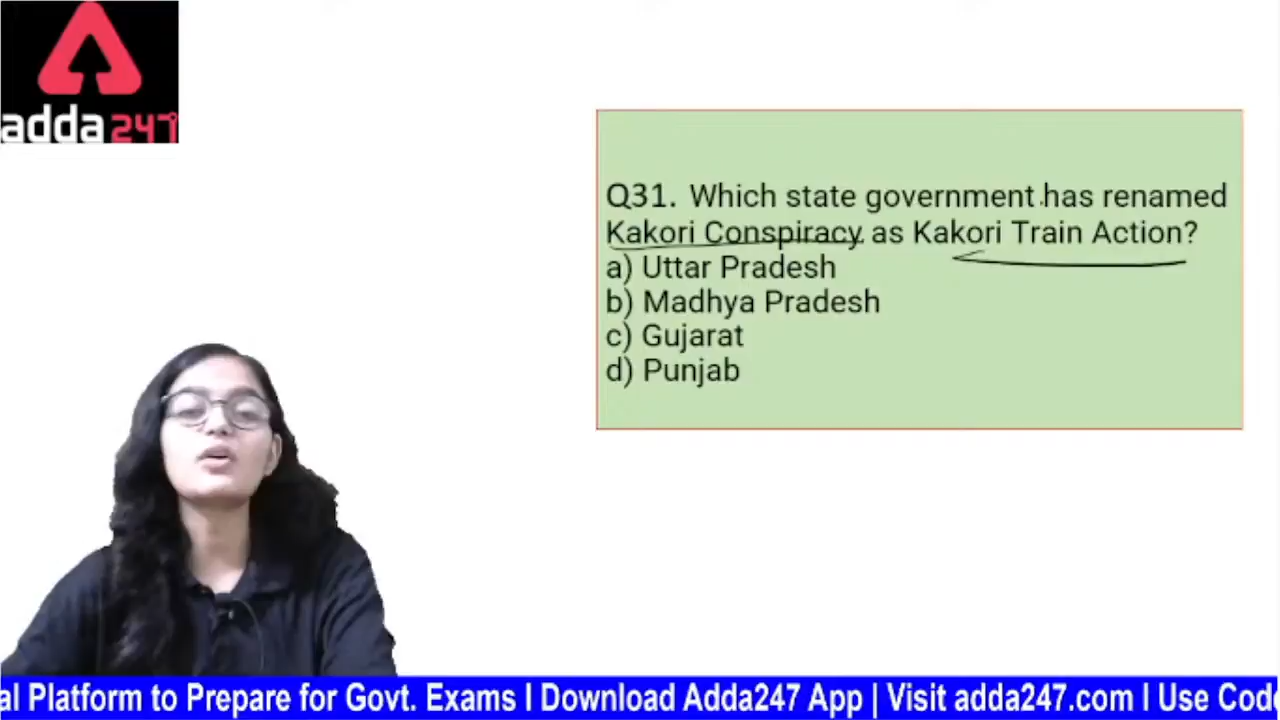 adda247
Q31. Which state government has renamed
Kakori Conspiracy as Kakori Train Action?
a) Uttar Pradesh
b) Madhya Pradesh
c) Gujarat
d) Punjab
al Platform to Prepare for Govt. Exams I Download Adda247 App | Visit adda247.com I Use Cod